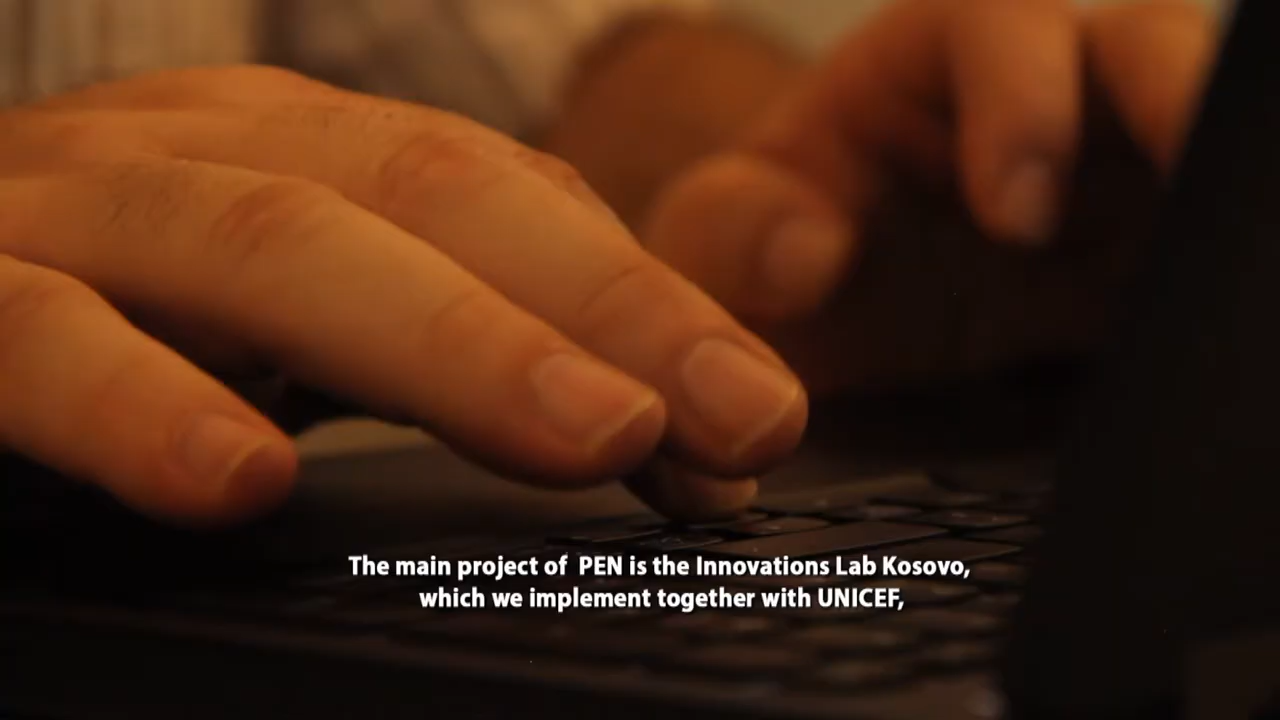 The main project of  PEN is the Innovations Lab Kosovo,
which we implement together with UNICEF,